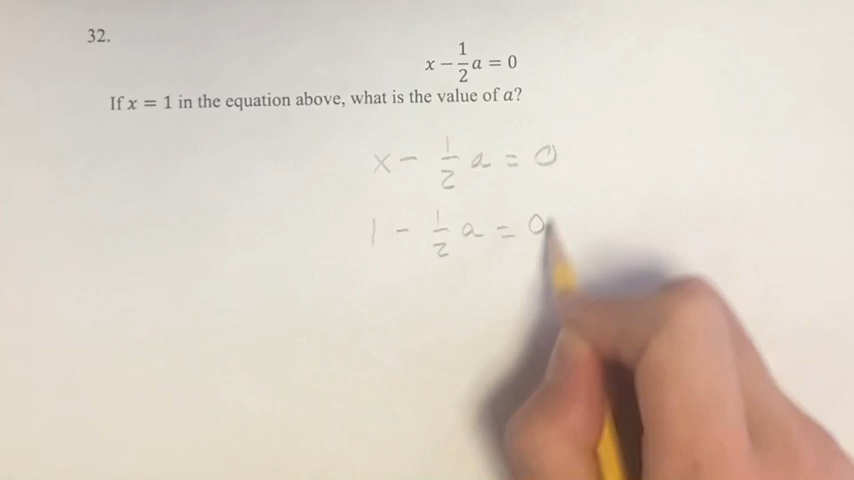 32.
x − 1/2 a = 0
If x = 1 in the equation above, what is the value of a?
x − 1/2 a = 0
1 − 1/2 a = 0